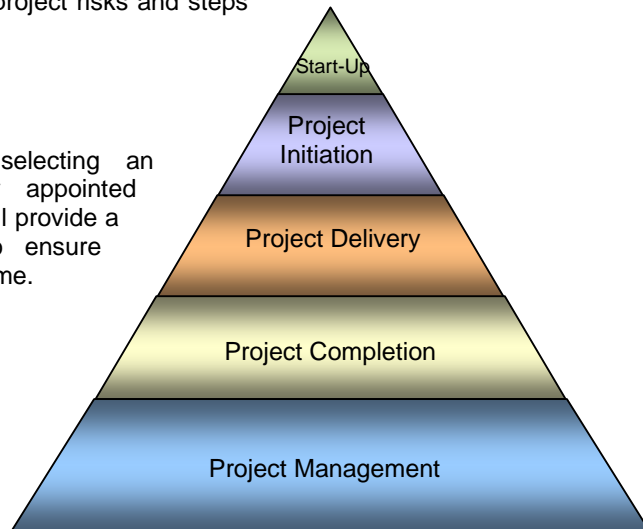 project risks and steps
selecting an
appointed
provide a
ensure
Start-Up
Project
Initiation
Project Delivery
Project Completion
Project Management